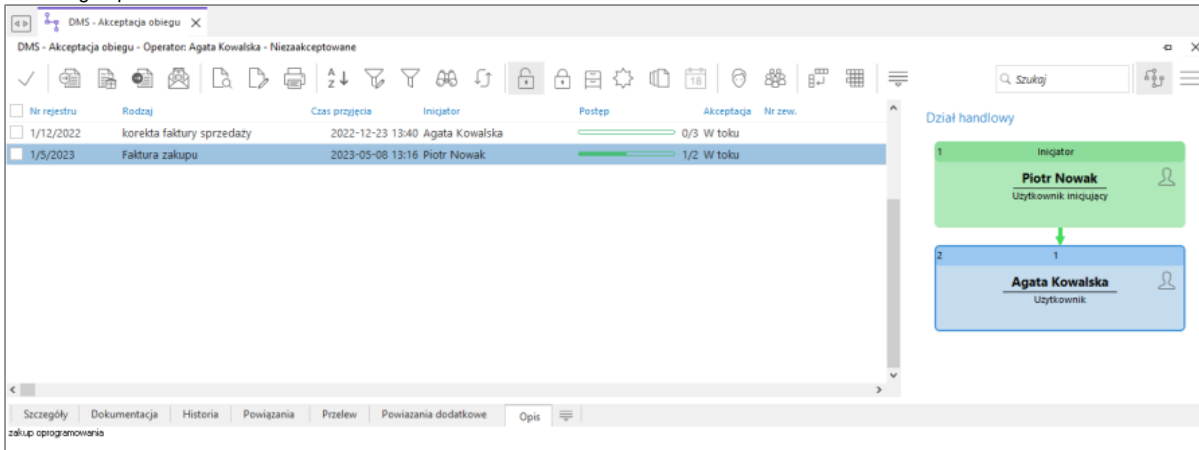 DMS - Akceptacja obiegu
DMS - Akceptacja obiegu - Operator: Agata Kowalska - Niezaakceptowane
18
Szukaj
Nr rejestru Rodzaj Czas przyjęcia Inicjator Postęp Akceptacja Nr zew.
1/12/2022 korekta faktury sprzedaży 2022-12-23 13:40 Agata Kowalska 0/3 W toku
1/5/2023 Faktura zakupu 2023-05-08 13:16 Piotr Nowak 1/2 W toku
Dział handlowy
1 Inicjator
Piotr Nowak
Użytkownik inicjujący
2 1
Agata Kowalska
Użytkownik
Szczegóły Dokumentacja Historia Powiązania Przelew Powiazania dodatkowe Opis
zakup oprogramowania